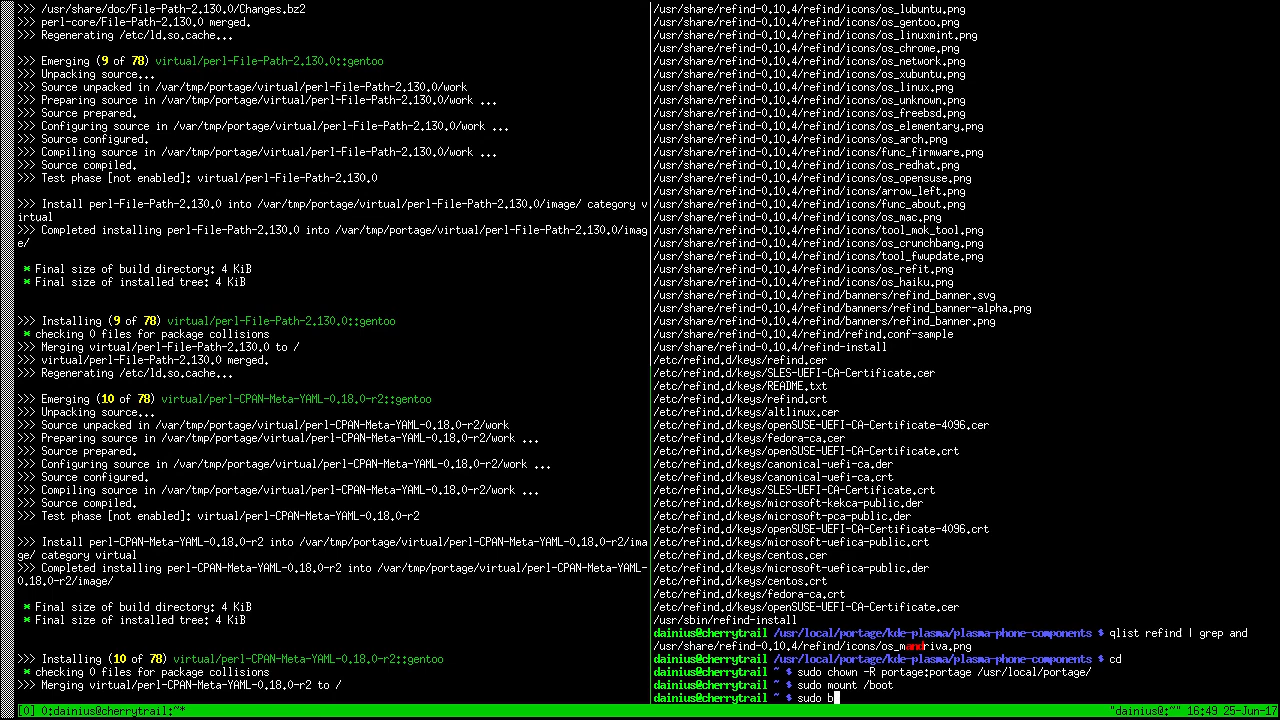 >>> /usr/share/doc/File-Path-2.130.0/Changes.bz2
>>> perl-core/File-Path-2.130.0 merged.
>>> Regenerating /etc/ld.so.cache...
>>> Emerging (9 of 78) virtual/perl-File-Path-2.130.0::gentoo
>>> Unpacking source...
>>> Source unpacked in /var/tmp/portage/virtual/perl-File-Path-2.130.0/work
>>> Preparing source in /var/tmp/portage/virtual/perl-File-Path-2.130.0/work ...
>>> Source prepared.
>>> Configuring source in /var/tmp/portage/virtual/perl-File-Path-2.130.0/work ...
>>> Source configured.
>>> Compiling source in /var/tmp/portage/virtual/perl-File-Path-2.130.0/work ...
>>> Source compiled.
>>> Test phase [not enabled]: virtual/perl-File-Path-2.130.0
>>> Install perl-File-Path-2.130.0 into /var/tmp/portage/virtual/perl-File-Path-2.130.0/image/ category v
irtual
>>> Completed installing perl-File-Path-2.130.0 into /var/tmp/portage/virtual/perl-File-Path-2.130.0/imag
e/
* Final size of build directory: 4 KiB
* Final size of installed tree: 4 KiB
>>> Installing (9 of 78) virtual/perl-File-Path-2.130.0::gentoo
* checking 0 files for package collisions
>>> Merging virtual/perl-File-Path-2.130.0 to /
>>> virtual/perl-File-Path-2.130.0 merged.
>>> Regenerating /etc/ld.so.cache...
>>> Emerging (10 of 78) virtual/perl-CPAN-Meta-YAML-0.18.0-r2::gentoo
>>> Unpacking source...
>>> Source unpacked in /var/tmp/portage/virtual/perl-CPAN-Meta-YAML-0.18.0-r2/work
>>> Preparing source in /var/tmp/portage/virtual/perl-CPAN-Meta-YAML-0.18.0-r2/work ...
>>> Source prepared.
>>> Configuring source in /var/tmp/portage/virtual/perl-CPAN-Meta-YAML-0.18.0-r2/work ...
>>> Source configured.
>>> Compiling source in /var/tmp/portage/virtual/perl-CPAN-Meta-YAML-0.18.0-r2/work ...
>>> Source compiled.
>>> Test phase [not enabled]: virtual/perl-CPAN-Meta-YAML-0.18.0-r2
>>> Install perl-CPAN-Meta-YAML-0.18.0-r2 into /var/tmp/portage/virtual/perl-CPAN-Meta-YAML-0.18.0-r2/ima
ge/ category virtual
>>> Completed installing perl-CPAN-Meta-YAML-0.18.0-r2 into /var/tmp/portage/virtual/perl-CPAN-Meta-YAML-
0.18.0-r2/image/
* Final size of build directory: 4 KiB
* Final size of installed tree: 4 KiB
>>> Installing (10 of 78) virtual/perl-CPAN-Meta-YAML-0.18.0-r2::gentoo
* checking 0 files for package collisions
>>> Merging virtual/perl-CPAN-Meta-YAML-0.18.0-r2 to /
/usr/share/refind-0.10.4/refind/icons/os_lubuntu.png
/usr/share/refind-0.10.4/refind/icons/os_gentoo.png
/usr/share/refind-0.10.4/refind/icons/os_linuxmint.png
/usr/share/refind-0.10.4/refind/icons/os_chrome.png
/usr/share/refind-0.10.4/refind/icons/os_network.png
/usr/share/refind-0.10.4/refind/icons/os_xubuntu.png
/usr/share/refind-0.10.4/refind/icons/os_linux.png
/usr/share/refind-0.10.4/refind/icons/os_unknown.png
/usr/share/refind-0.10.4/refind/icons/os_freebsd.png
/usr/share/refind-0.10.4/refind/icons/os_elementary.png
/usr/share/refind-0.10.4/refind/icons/os_arch.png
/usr/share/refind-0.10.4/refind/icons/func_firmware.png
/usr/share/refind-0.10.4/refind/icons/os_redhat.png
/usr/share/refind-0.10.4/refind/icons/os_opensuse.png
/usr/share/refind-0.10.4/refind/icons/arrow_left.png
/usr/share/refind-0.10.4/refind/icons/func_about.png
/usr/share/refind-0.10.4/refind/icons/os_mac.png
/usr/share/refind-0.10.4/refind/icons/tool_mok_tool.png
/usr/share/refind-0.10.4/refind/icons/os_crunchbang.png
/usr/share/refind-0.10.4/refind/icons/tool_fwupdate.png
/usr/share/refind-0.10.4/refind/icons/os_refit.png
/usr/share/refind-0.10.4/refind/icons/os_haiku.png
/usr/share/refind-0.10.4/refind/banners/refind_banner.svg
/usr/share/refind-0.10.4/refind/banners/refind_banner-alpha.png
/usr/share/refind-0.10.4/refind/banners/refind_banner.png
/usr/share/refind-0.10.4/refind/refind.conf-sample
/usr/share/refind-0.10.4/refind-install
/etc/refind.d/keys/refind.cer
/etc/refind.d/keys/SLES-UEFI-CA-Certificate.cer
/etc/refind.d/keys/README.txt
/etc/refind.d/keys/refind.crt
/etc/refind.d/keys/altlinux.cer
/etc/refind.d/keys/openSUSE-UEFI-CA-Certificate-4096.cer
/etc/refind.d/keys/fedora-ca.cer
/etc/refind.d/keys/openSUSE-UEFI-CA-Certificate.crt
/etc/refind.d/keys/canonical-uefi-ca.der
/etc/refind.d/keys/canonical-uefi-ca.crt
/etc/refind.d/keys/SLES-UEFI-CA-Certificate.crt
/etc/refind.d/keys/microsoft-kekca-public.der
/etc/refind.d/keys/microsoft-pca-public.der
/etc/refind.d/keys/openSUSE-UEFI-CA-Certificate-4096.crt
/etc/refind.d/keys/microsoft-uefica-public.crt
/etc/refind.d/keys/centos.cer
/etc/refind.d/keys/microsoft-uefica-public.der
/etc/refind.d/keys/centos.crt
/etc/refind.d/keys/fedora-ca.crt
/etc/refind.d/keys/openSUSE-UEFI-CA-Certificate.cer
/usr/sbin/refind-install
dainius@cherrytrail /usr/local/portage/kde-plasma/plasma-phone-components $ qlist refind | grep and
/usr/share/refind-0.10.4/refind/icons/os_mandriva.png
dainius@cherrytrail /usr/local/portage/kde-plasma/plasma-phone-components $ cd
dainius@cherrytrail ~ $ sudo chown -R portage:portage /usr/local/portage/
dainius@cherrytrail ~ $ sudo mount /boot
dainius@cherrytrail ~ $ sudo b
[0] 0:dainius@cherrytrail:~*
"dainius@:~" 16:49 25-Jun-17